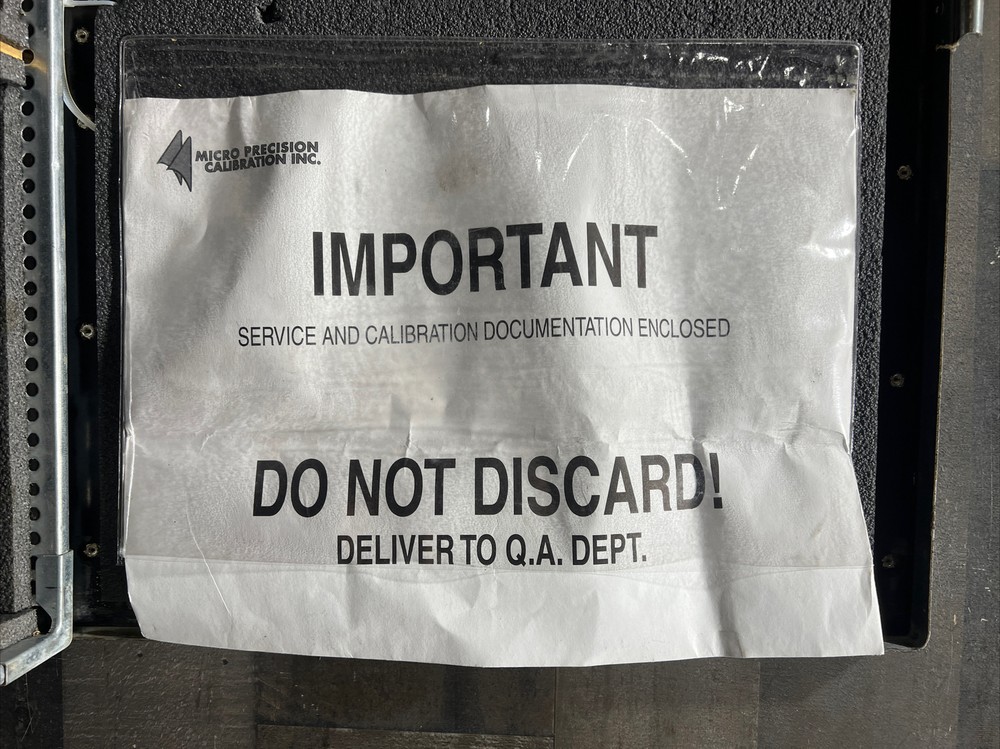 MICRO PRECISION
CALIBRATION INC.
IMPORTANT
SERVICE AND CALIBRATION DOCUMENTATION ENCLOSED
DO NOT DISCARD!
DELIVER TO Q.A. DEPT.